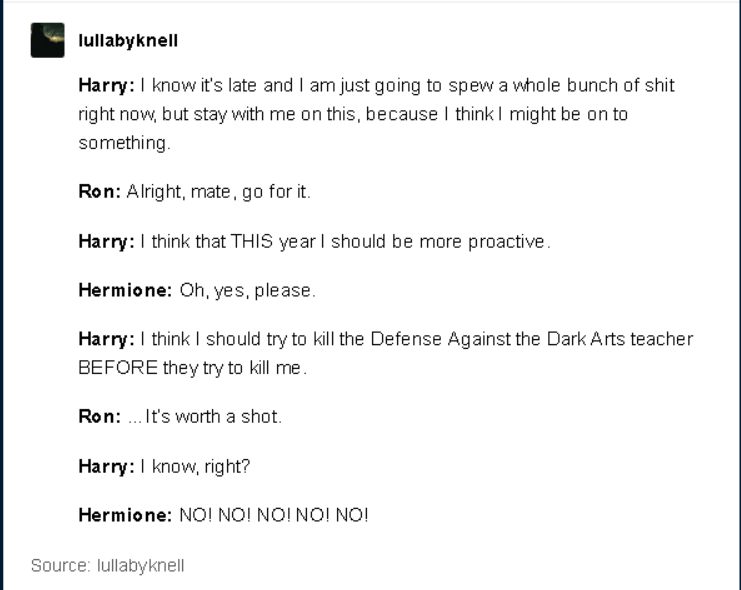 lullabyknell
Harry: I know it's late and I am just going to spew a whole bunch of shit
right now, but stay with me on this, because I think I might be on to
something.
Ron: Alright, mate, go for it.
Harry: I think that THIS year I should be more proactive.
Hermione: Oh, yes, please.
Harry: I think I should try to kill the Defense Against the Dark Arts teacher
BEFORE they try to kill me.
Ron: ... It's worth a shot.
Harry: I know, right?
Hermione: NO! NO! NO! NO! NO!
Source: lullabyknell